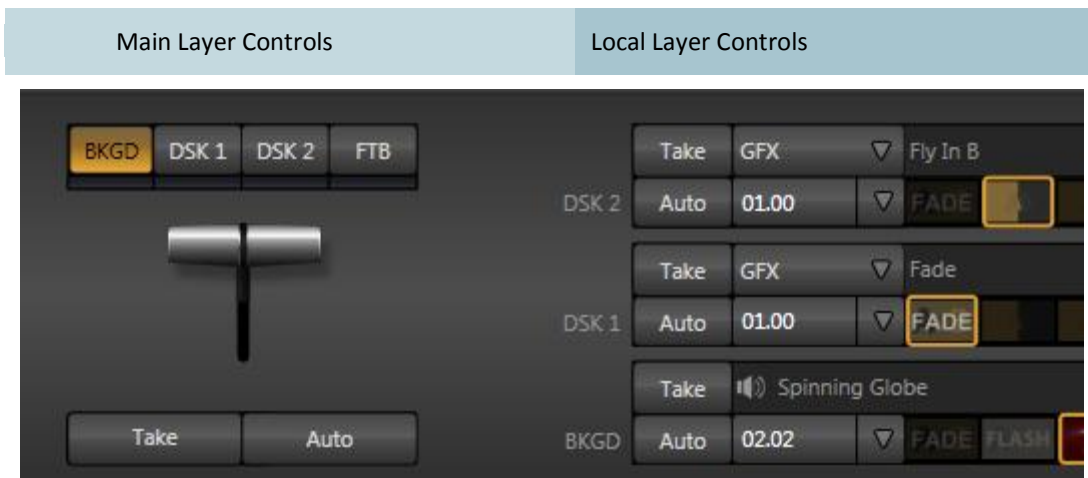 Main Layer Controls
Local Layer Controls
BKGD DSK 1 DSK 2 FTB
Take GFX Fly In B
DSK 2 Auto 01.00 FADE
Take GFX Fade
DSK 1 Auto 01.00 FADE
Take Spinning Globe
Take Auto
BKGD Auto 02.02 FADE FLASH